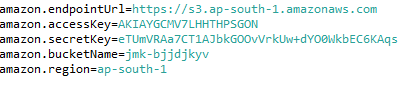 amazon.endpointUrl=https://s3.ap-south-1.amazonaws.com
amazon.accessKey=AKIAYGCMV7LHHTHPSGON
amazon.secretKey=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
amazon.bucketName=jmk-bjjdjkyv
amazon.region=ap-south-1